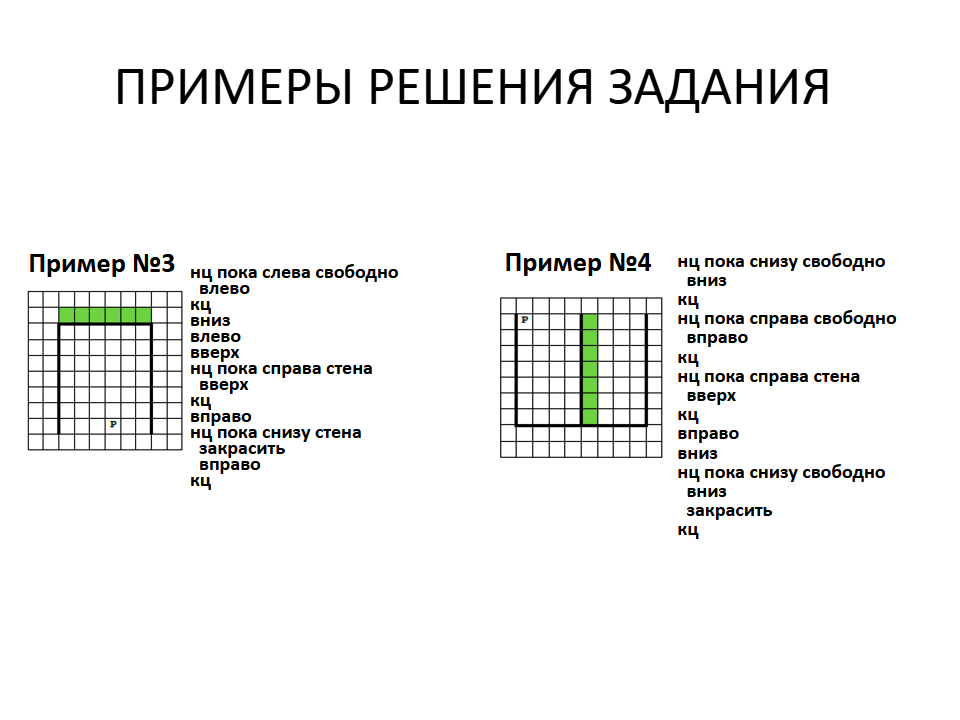 ПРИМЕРЫ РЕШЕНИЯ ЗАДАНИЯ
Пример №3
нц пока слева свободно
влево
кц
вниз
влево
вверх
нц пока справа стена
вверх
кц
вправо
нц пока снизу стена
закрасить
вправо
кц
Р
Пример №4
нц пока снизу свободно
вниз
кц
нц пока справа свободно
вправо
кц
нц пока справа стена
вверх
кц
вправо
вниз
нц пока снизу свободно
вниз
закрасить
кц
Р